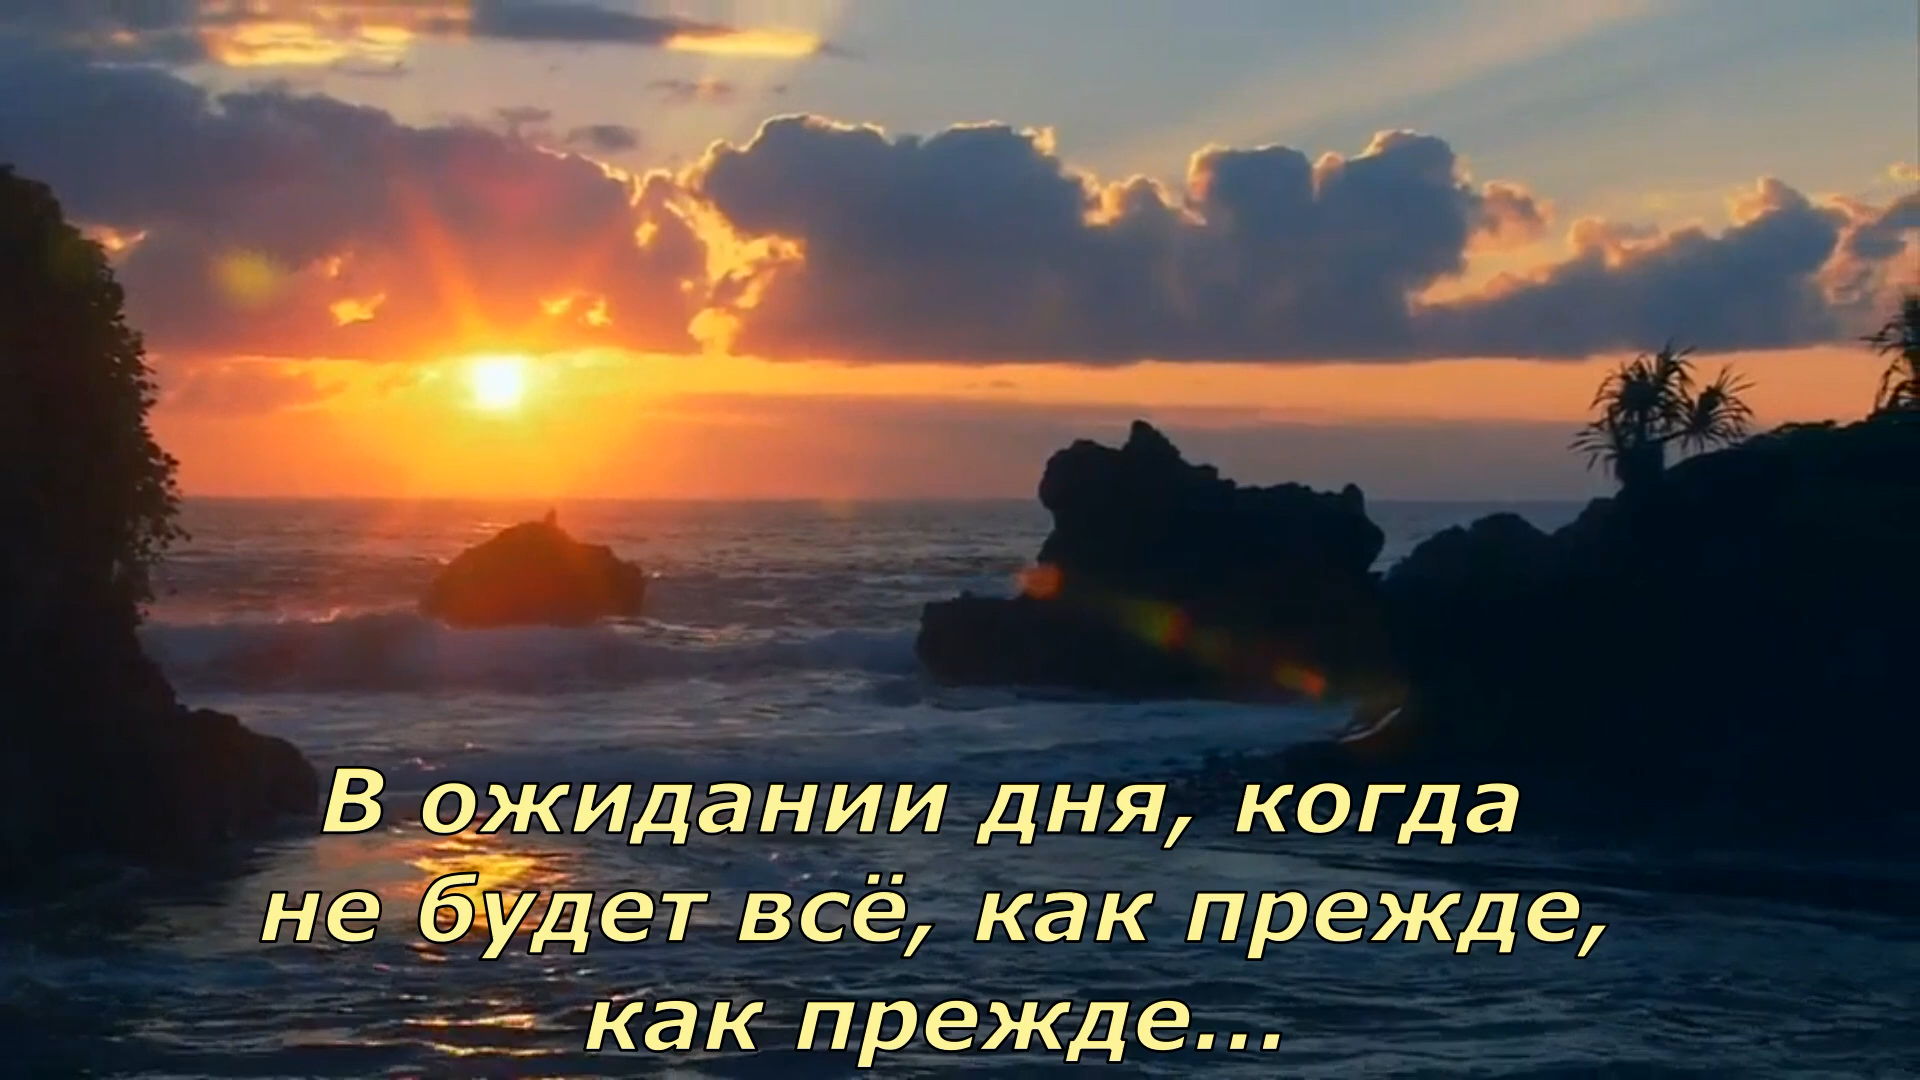 В ожидании дня, когда
не будет всё, как прежде,
как прежде...